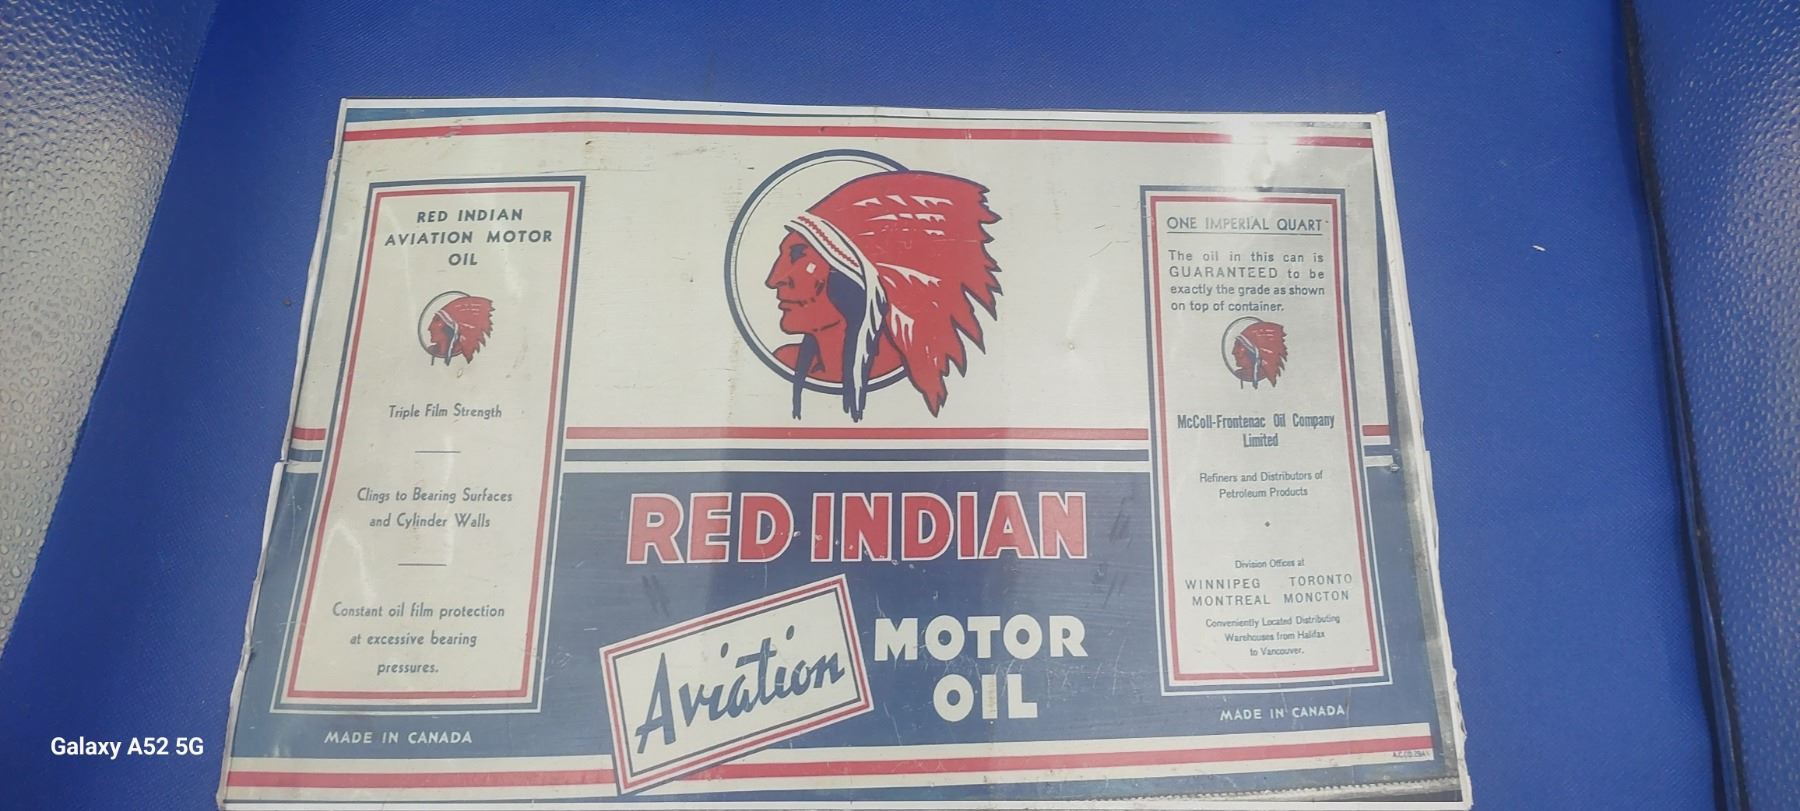 RED INDIAN
AVIATION MOTOR
OIL
Triple Film Strength
Clings to Bearing Surfaces
and Cylinder Walls
Constant oil film protection
at excessive bearing
pressures.
MADE IN CANADA
RED INDIAN
Aviation
MOTOR
OIL
ONE IMPERIAL QUART
The oil in this can is
GUARANTEED to be
exactly the grade as shown
on top of container.
McColl-Frontenac Oil Company
Limited
Refiners and Distributors of
Petroleum Products
Division Offices at
WINNIPEG TORONTO
MONTREAL MONCTON
Conveniently Located Distributing
Warehouses from Halifax
to Vancouver.
MADE IN CANADA
Galaxy A52 5G